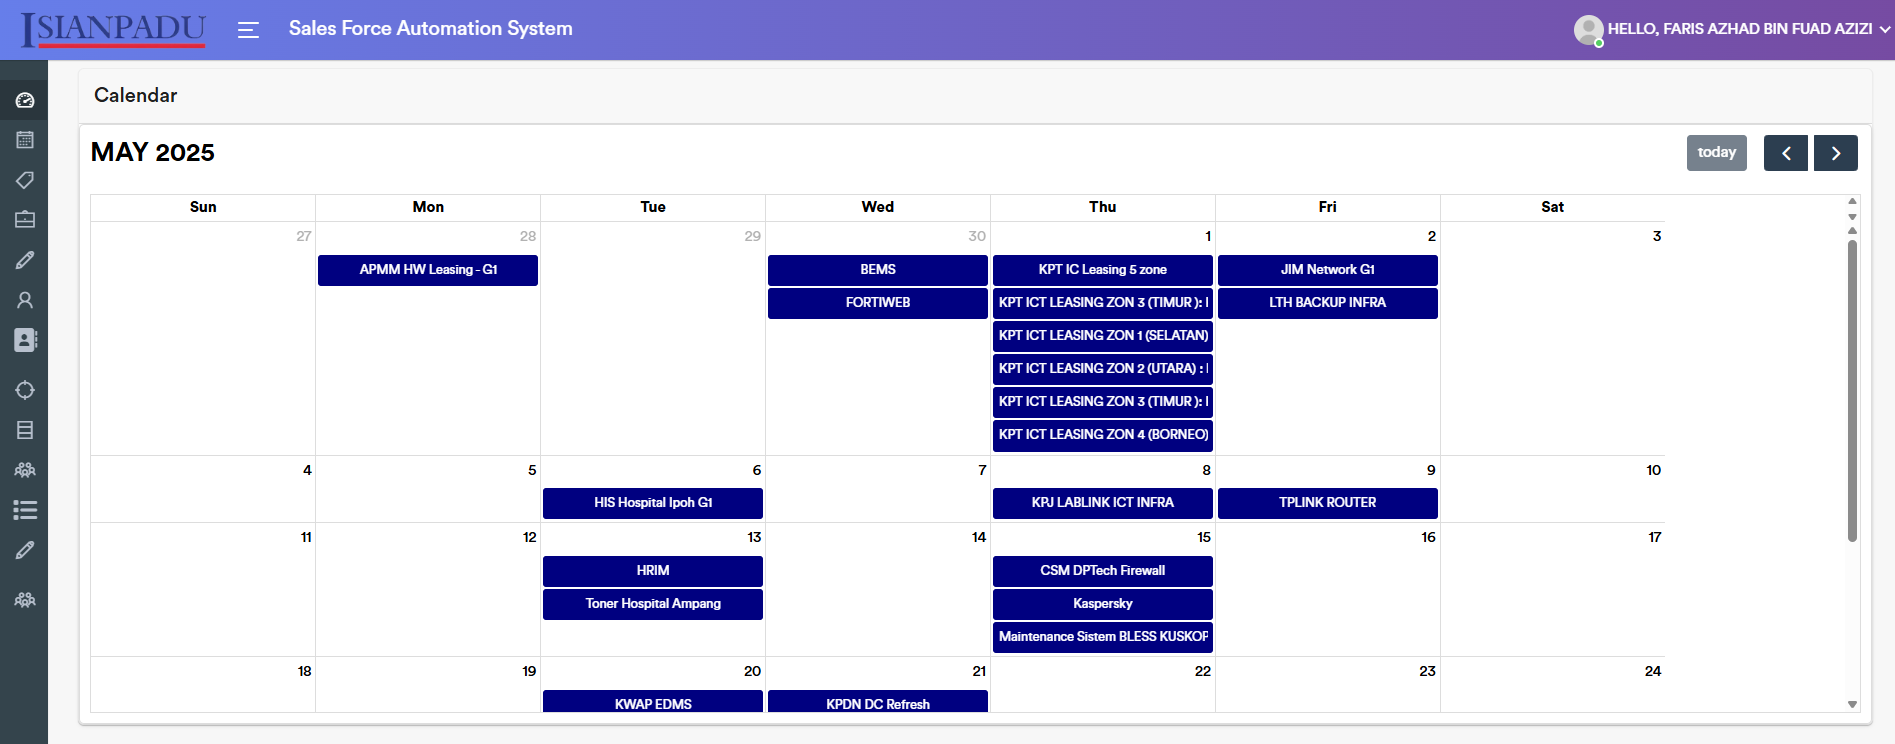 ISIANPADU
Sales Force Automation System
HELLO, FARIS AZHAD BIN FUAD AZIZI
Calendar
MAY 2025
today
Sun Mon Tue Wed Thu Fri Sat
27 28 29 30 1 2 3
APMM HW Leasing - G1
BEMS
FORTIWEB
KPT IC Leasing 5 zone
KPT ICT LEASING ZON 3 (TIMUR ):
KPT ICT LEASING ZON 1 (SELATAN)
KPT ICT LEASING ZON 2 (UTARA) :
KPT ICT LEASING ZON 3 (TIMUR ):
KPT ICT LEASING ZON 4 (BORNEO)
JIM Network G1
LTH BACKUP INFRA
4 5 6 7 8 9 10
HIS Hospital Ipoh G1
KPJ LABLINK ICT INFRA
TPLINK ROUTER
11 12 13 14 15 16 17
HRIM
Toner Hospital Ampang
CSM DPTech Firewall
Kaspersky
Maintenance Sistem BLESS KUSKOP
18 19 20 21 22 23 24
KWAP EDMS
KPDN DC Refresh